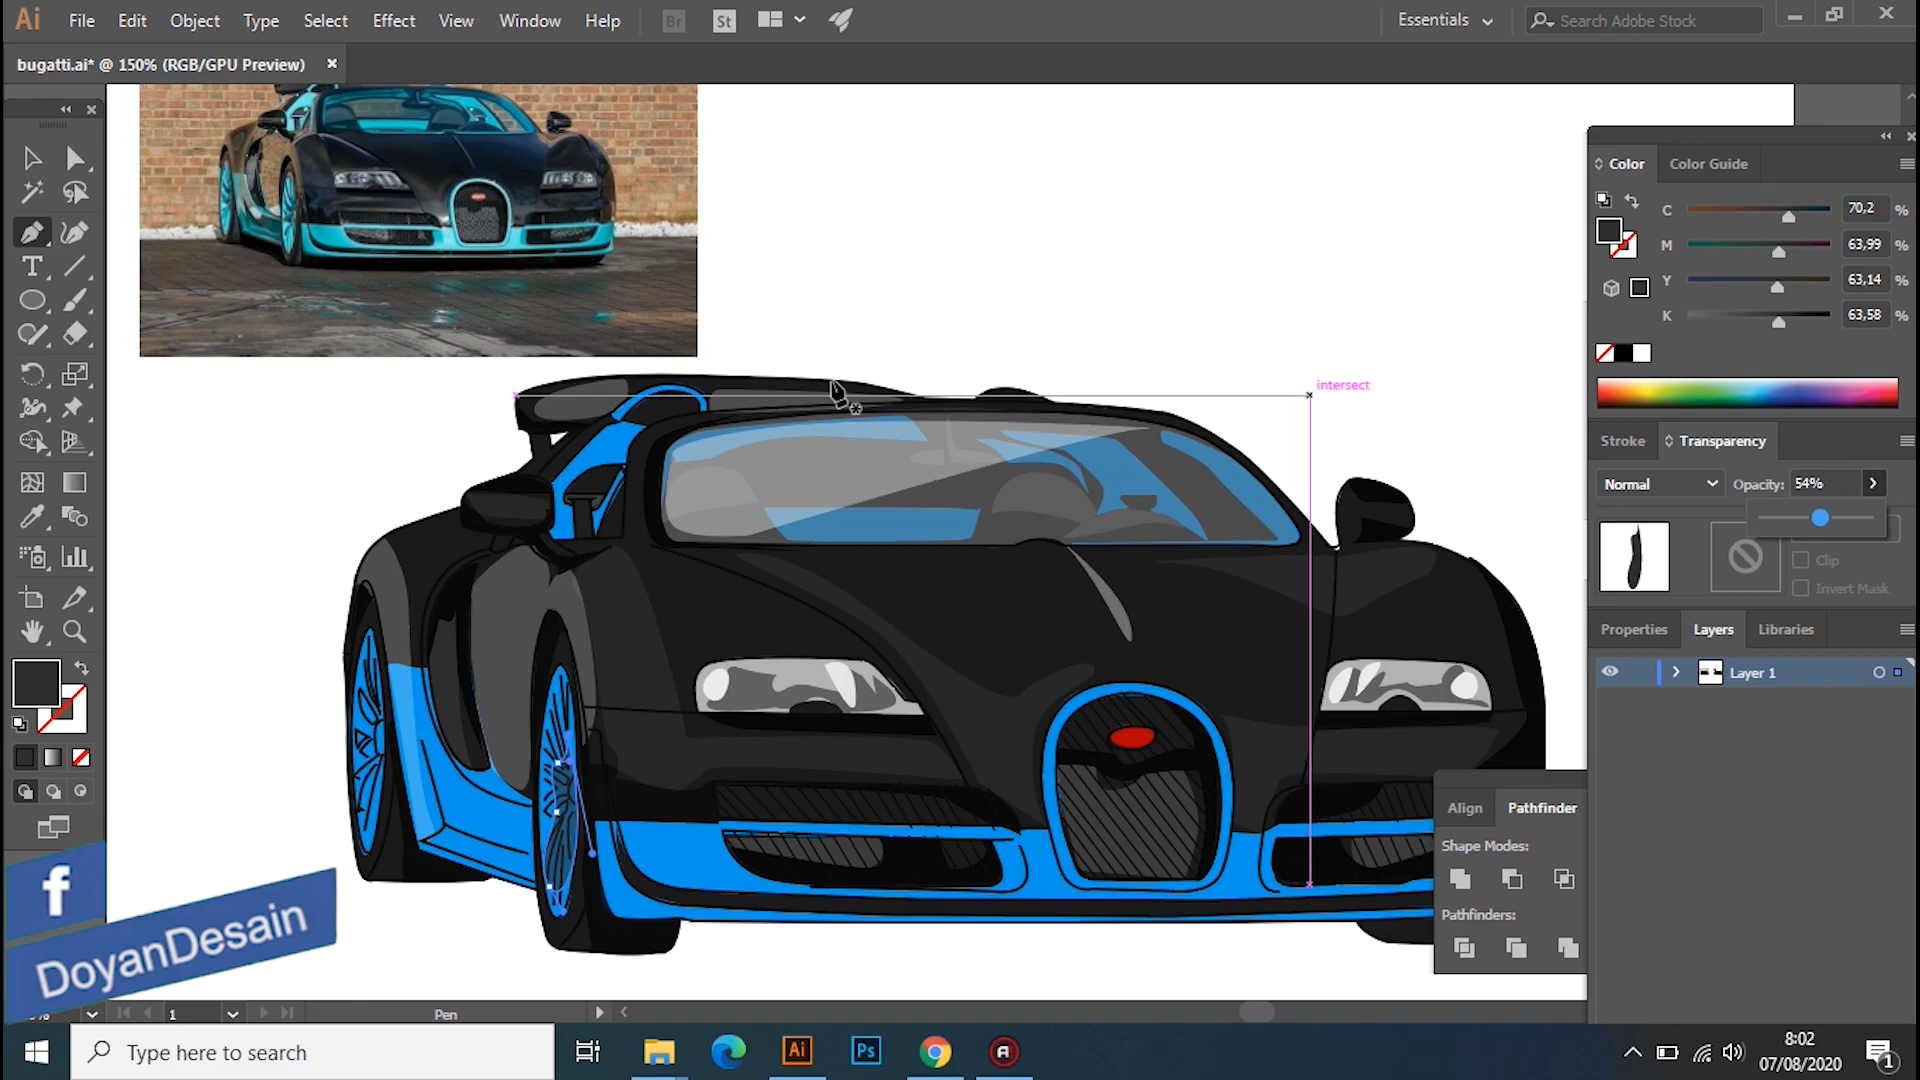 Ai File Edit Object Type Select Effect View Window Help Br St Essentials Search Adobe Stock
bugatti.ai* @ 150% (RGB/GPU Preview)
Color Color Guide
C 70,2 %
M 63,99 %
Y 63,14 %
K 63,58 %
intersect
Stroke Transparency
Normal Opacity: 54%
Clip
Invert Mask
Properties Layers Libraries
Layer 1
Align Pathfinder
Shape Modes:
Pathfinders:
f
DoyanDesain
1 Pen
Type here to search
Ai Ps
8:02
07/08/2020
1